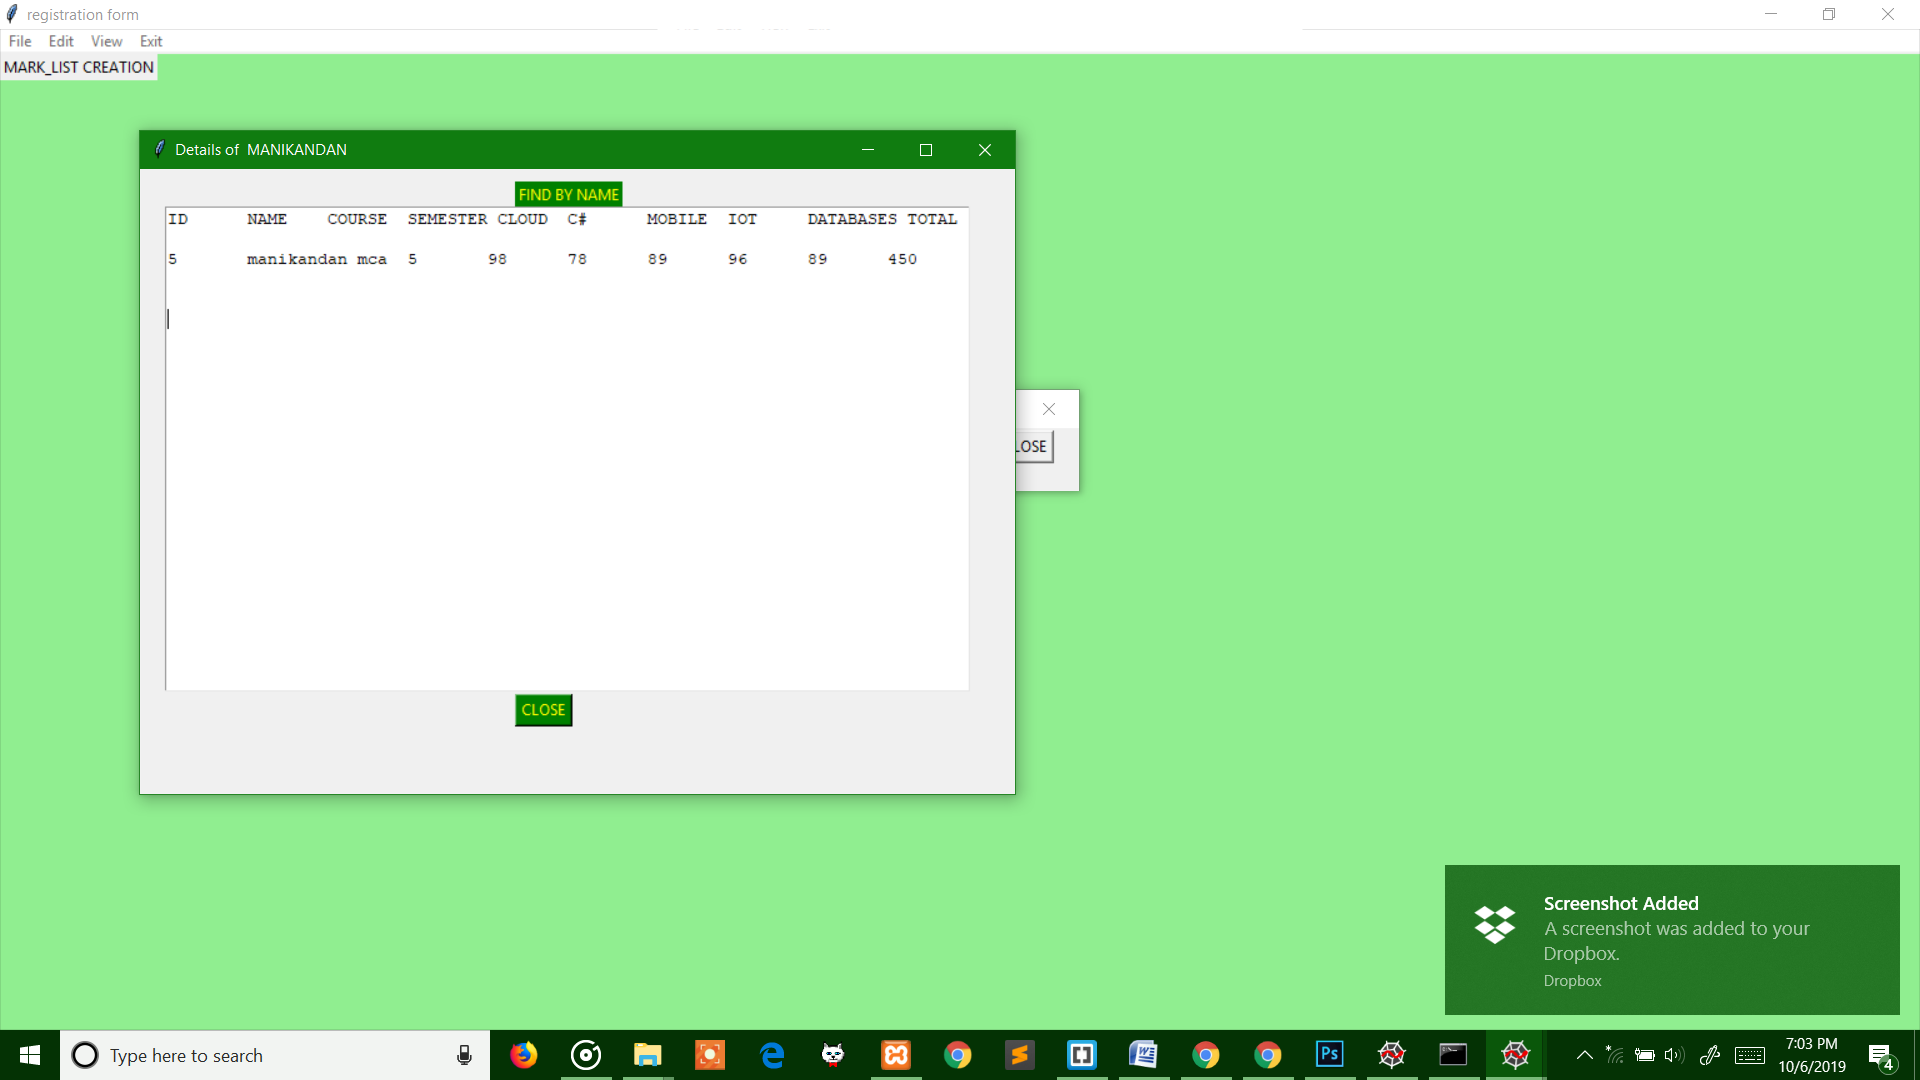 registration form
File Edit View Exit
MARK_LIST CREATION
Details of MANIKANDAN
FIND BY NAME
ID NAME COURSE SEMESTER CLOUD C# MOBILE IOT DATABASES TOTAL
5 manikandan mca 5 98 78 89 96 89 450
LOSE
CLOSE
Screenshot Added
A screenshot was added to your
Dropbox.
Dropbox
Type here to search
Ps
7:03 PM
10/6/2019
4